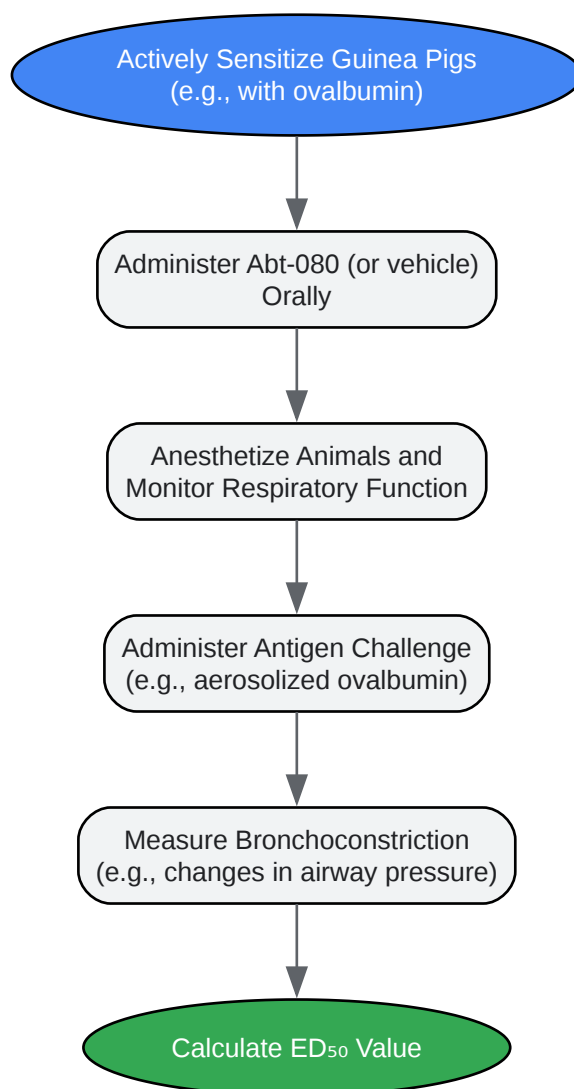 Actively Sensitize Guinea Pigs
(e.g., with ovalbumin)
Administer Abt-080 (or vehicle)
Orally
Anesthetize Animals and
Monitor Respiratory Function
Administer Antigen Challenge
(e.g., aerosolized ovalbumin)
Measure Bronchoconstriction
(e.g., changes in airway pressure)
Calculate ED₅₀ Value